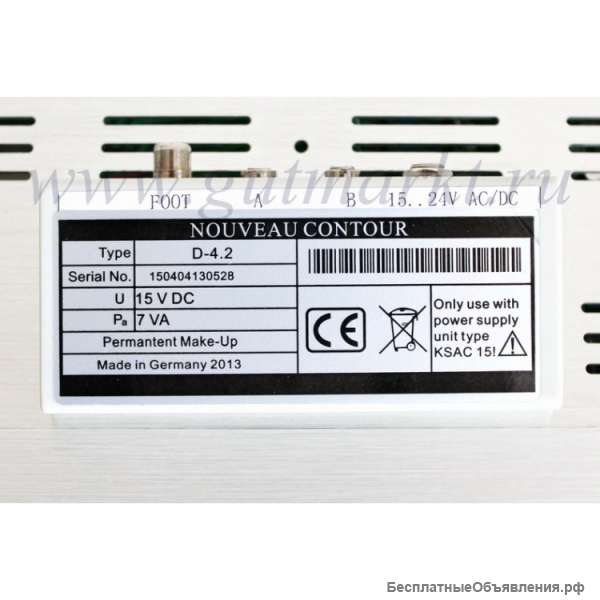 www.gutmarkt.ru
FOOT A B 15..24V AC/DC
NOUVEAU CONTOUR
Type D-4.2
Serial No. 150404130528
U 15 V DC
Pa 7 VA
Permantent Make-Up
Made in Germany 2013
CE
Only use with
power supply
unit type
KSAC 15!
БесплатныеОбъявления.рф